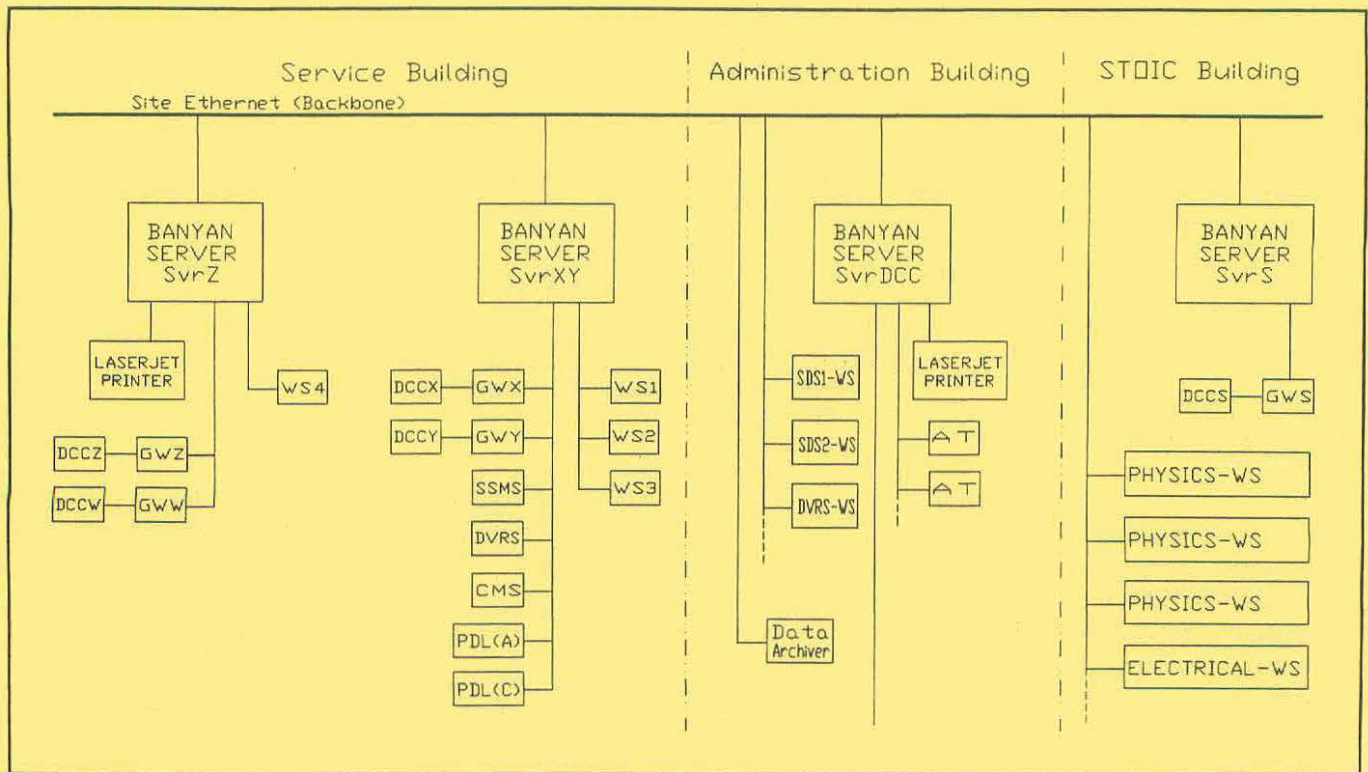 Service Building
Administration Building
STOIC Building
Site Ethernet (Backbone)
BANYAN
SERVER
SvrZ
BANYAN
SERVER
SvrXY
BANYAN
SERVER
SvrDCC
BANYAN
SERVER
SvrS
LASERJET
PRINTER
WS4
DCCZ
GWZ
DCCW
GWW
DCCX
GWX
DCCY
GWY
SSMS
DVRS
CMS
PDL(A)
PDL(C)
WS1
WS2
WS3
SDS1-WS
SDS2-WS
DVRS-WS
Data
Archiver
LASERJET
PRINTER
AT
AT
DCCS
GWS
PHYSICS-WS
PHYSICS-WS
PHYSICS-WS
ELECTRICAL-WS